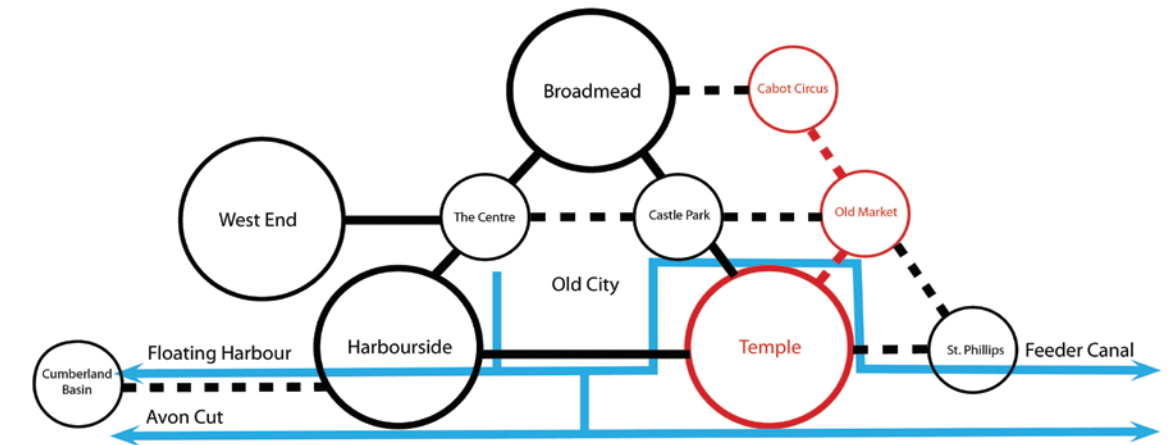 Broadmead
Cabot Circus
West End
The Centre
Castle Park
Old Market
Old City
Floating Harbour
Harbourside
Temple
St. Phillips
Feeder Canal
Cumberland
Basin
Avon Cut